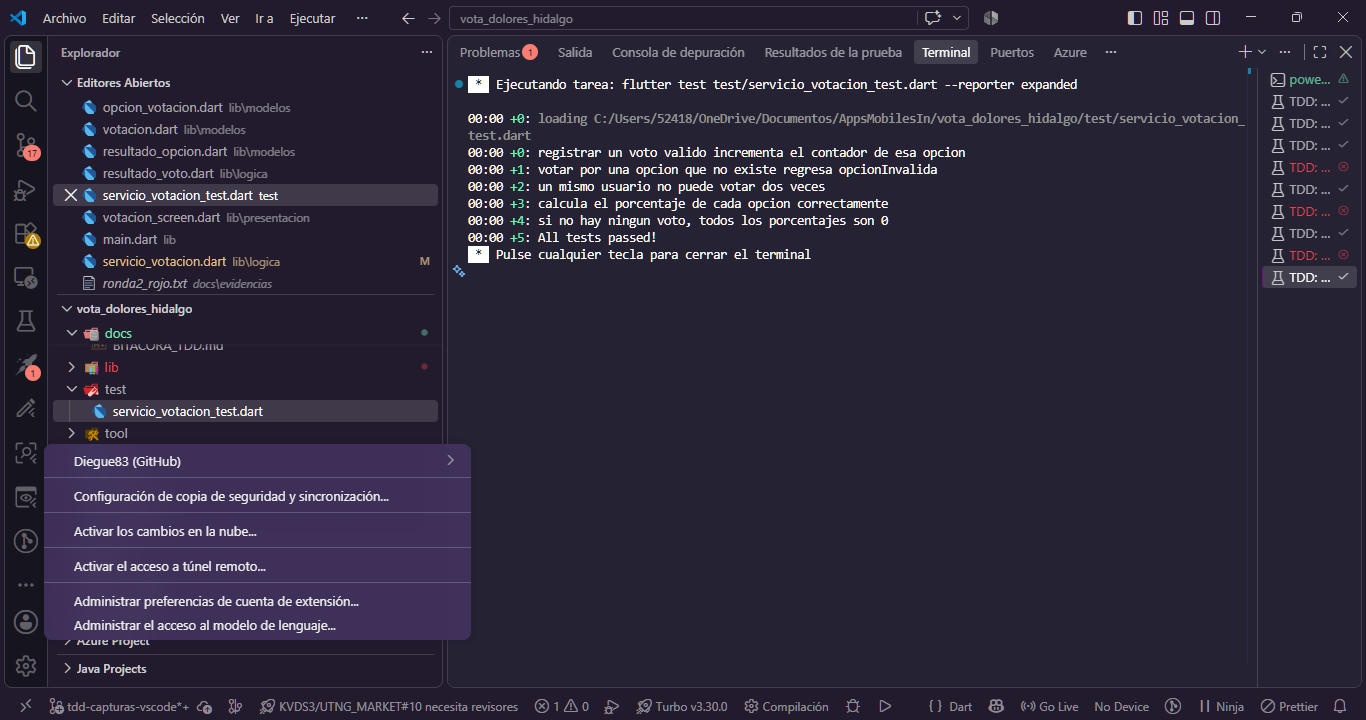 Archivo Editar Selección Ver Ir a Ejecutar ···
vota_dolores_hidalgo
Explorador
Editores Abiertos
opcion_votacion.dart lib\modelos
votacion.dart lib\modelos
resultado_opcion.dart lib\modelos
resultado_voto.dart lib\logica
servicio_votacion_test.dart test
votacion_screen.dart lib\presentacion
main.dart lib
servicio_votacion.dart lib\logica M
ronda2_rojo.txt docs\evidencias
vota_dolores_hidalgo
docs
BITACORA_TDD.md
lib
test
servicio_votacion_test.dart
tool
Diegue83 (GitHub)
Configuración de copia de seguridad y sincronización...
Activar los cambios en la nube...
Activar el acceso a túnel remoto...
Administrar preferencias de cuenta de extensión...
Administrar el acceso al modelo de lenguaje...
Azure Project
Java Projects
17
1
Problemas 1 Salida Consola de depuración Resultados de la prueba Terminal Puertos Azure ···
* Ejecutando tarea: flutter test test/servicio_votacion_test.dart --reporter expanded
00:00 +0: loading C:/Users/52418/OneDrive/Documentos/AppsMobilesIn/vota_dolores_hidalgo/test/servicio_votacion_
test.dart
00:00 +0: registrar un voto valido incrementa el contador de esa opcion
00:00 +1: votar por una opcion que no existe regresa opcionInvalida
00:00 +2: un mismo usuario no puede votar dos veces
00:00 +3: calcula el porcentaje de cada opcion correctamente
00:00 +4: si no hay ningun voto, todos los porcentajes son 0
00:00 +5: All tests passed!
* Pulse cualquier tecla para cerrar el terminal
powe...
TDD: ...
TDD: ...
TDD: ...
TDD: ...
TDD: ...
TDD: ...
TDD: ...
TDD: ...
TDD: ...
tdd-capturas-vscode*+ KVDS3/UTNG_MARKET#10 necesita revisores 1 0 Turbo v3.30.0 Compilación { } Dart Go Live No Device Ninja Prettier